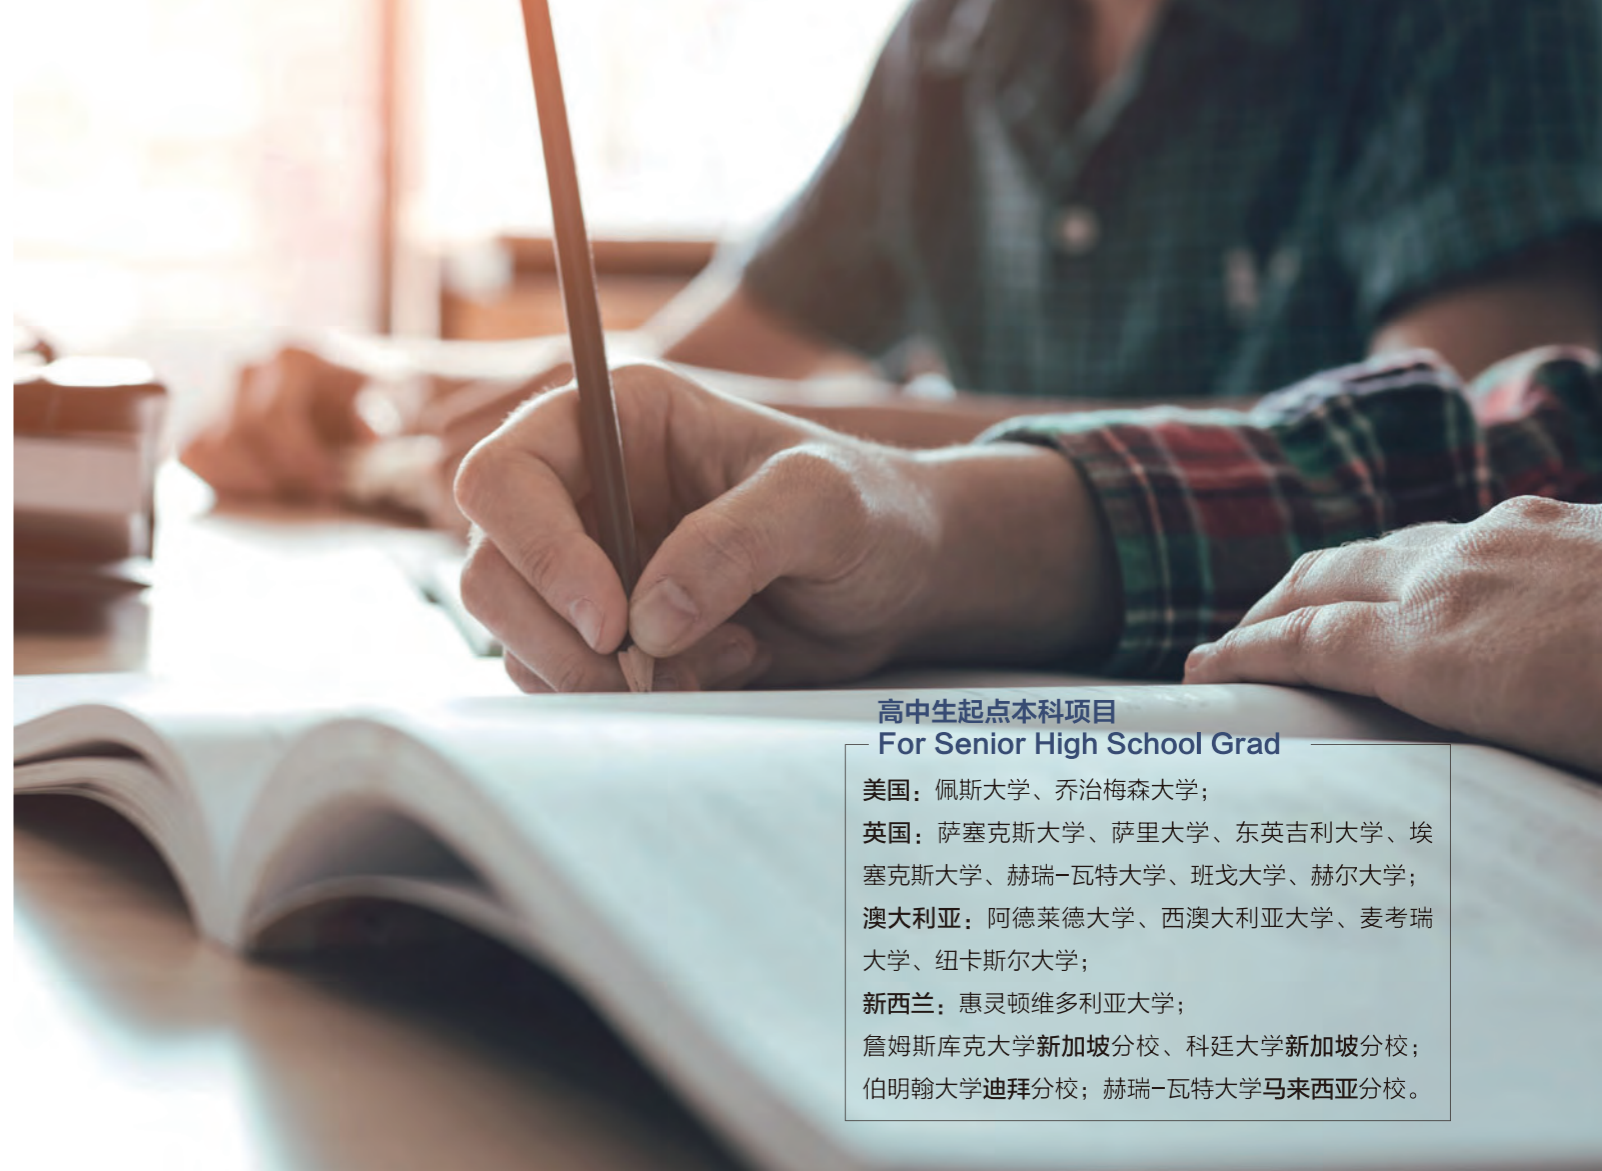 高中生起点本科项目
For Senior High School Grad
美国：佩斯大学、乔治梅森大学；
英国：萨塞克斯大学、萨里大学、东英吉利大学、埃
塞克斯大学、赫瑞-瓦特大学、班戈大学、赫尔大学；
澳大利亚：阿德莱德大学、西澳大利亚大学、麦考瑞
大学、纽卡斯尔大学；
新西兰：惠灵顿维多利亚大学；
詹姆斯库克大学新加坡分校、科廷大学新加坡分校；
伯明翰大学迪拜分校；赫瑞-瓦特大学马来西亚分校。